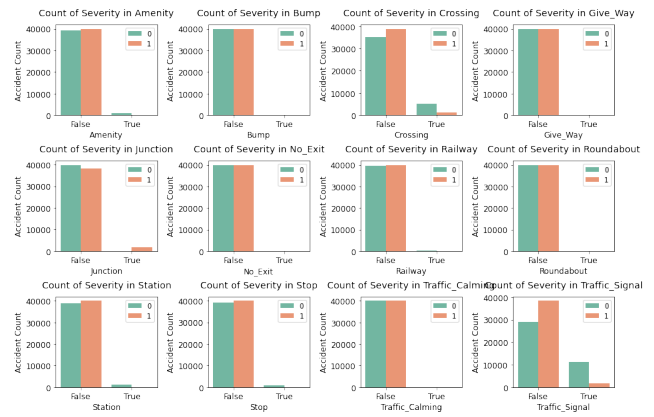 Count of Severity in Amenity
40000
30000
20000
10000
0
Accident Count
0
1
False
True
Amenity
Count of Severity in Bump
40000
30000
20000
10000
0
Accident Count
0
1
False
True
Bump
Count of Severity in Crossing
40000
30000
20000
10000
0
Accident Count
0
1
False
True
Crossing
Count of Severity in Give_Way
40000
30000
20000
10000
0
Accident Count
0
1
False
True
Give_Way
Count of Severity in Junction
40000
30000
20000
10000
0
Accident Count
0
1
False
True
Junction
Count of Severity in No_Exit
40000
30000
20000
10000
0
Accident Count
0
1
False
True
No_Exit
Count of Severity in Railway
40000
30000
20000
10000
0
Accident Count
0
1
False
True
Railway
Count of Severity in Roundabout
40000
30000
20000
10000
0
Accident Count
0
1
False
True
Roundabout
Count of Severity in Station
40000
30000
20000
10000
0
Accident Count
0
1
False
True
Station
Count of Severity in Stop
40000
30000
20000
10000
0
Accident Count
0
1
False
True
Stop
Count of Severity in Traffic_Calming
40000
30000
20000
10000
0
Accident Count
0
1
False
True
Traffic_Calming
Count of Severity in Traffic_Signal
40000
30000
20000
10000
0
Accident Count
0
1
False
True
Traffic_Signal